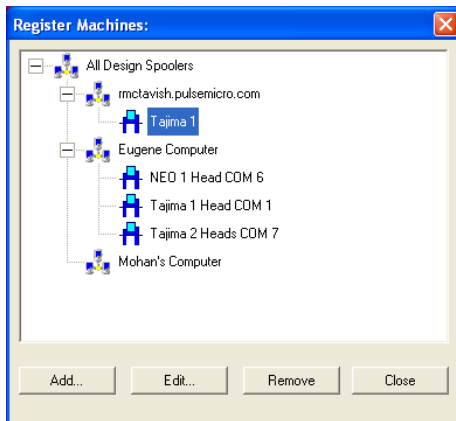 Register Machines:
All Design Spoolers
rmctavish.pulsemicro.com
Tajima 1
Eugene Computer
NEO 1 Head COM 6
Tajima 1 Head COM 1
Tajima 2 Heads COM 7
Mohan's Computer
Add... Edit... Remove Close